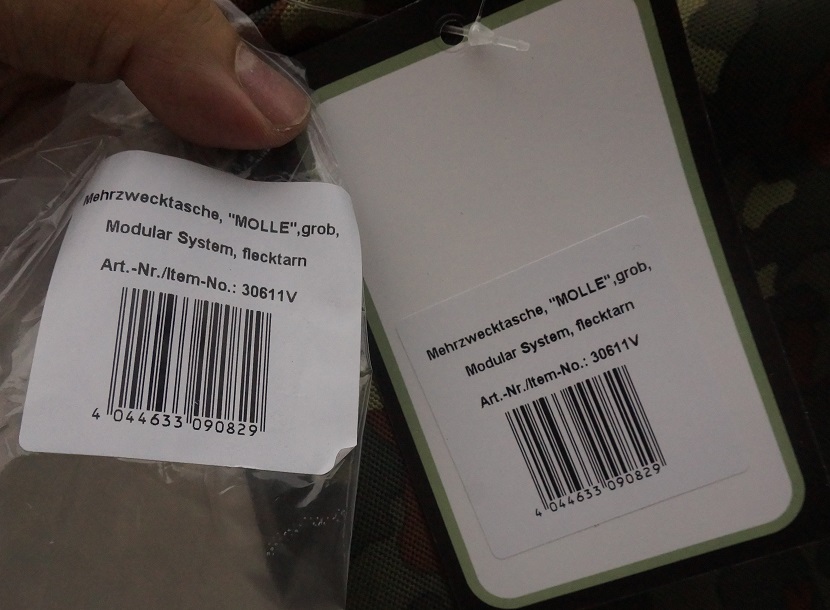 Mehrzwecktasche, "MOLLE",grob,
Modular System, flecktarn
Art.-Nr./Item-No.: 30611V
4 044633 090829
Mehrzwecktasche, "MOLLE",grob,
Modular System, flecktarn
Art.-Nr./Item-No.: 30611V
4 044633 090829